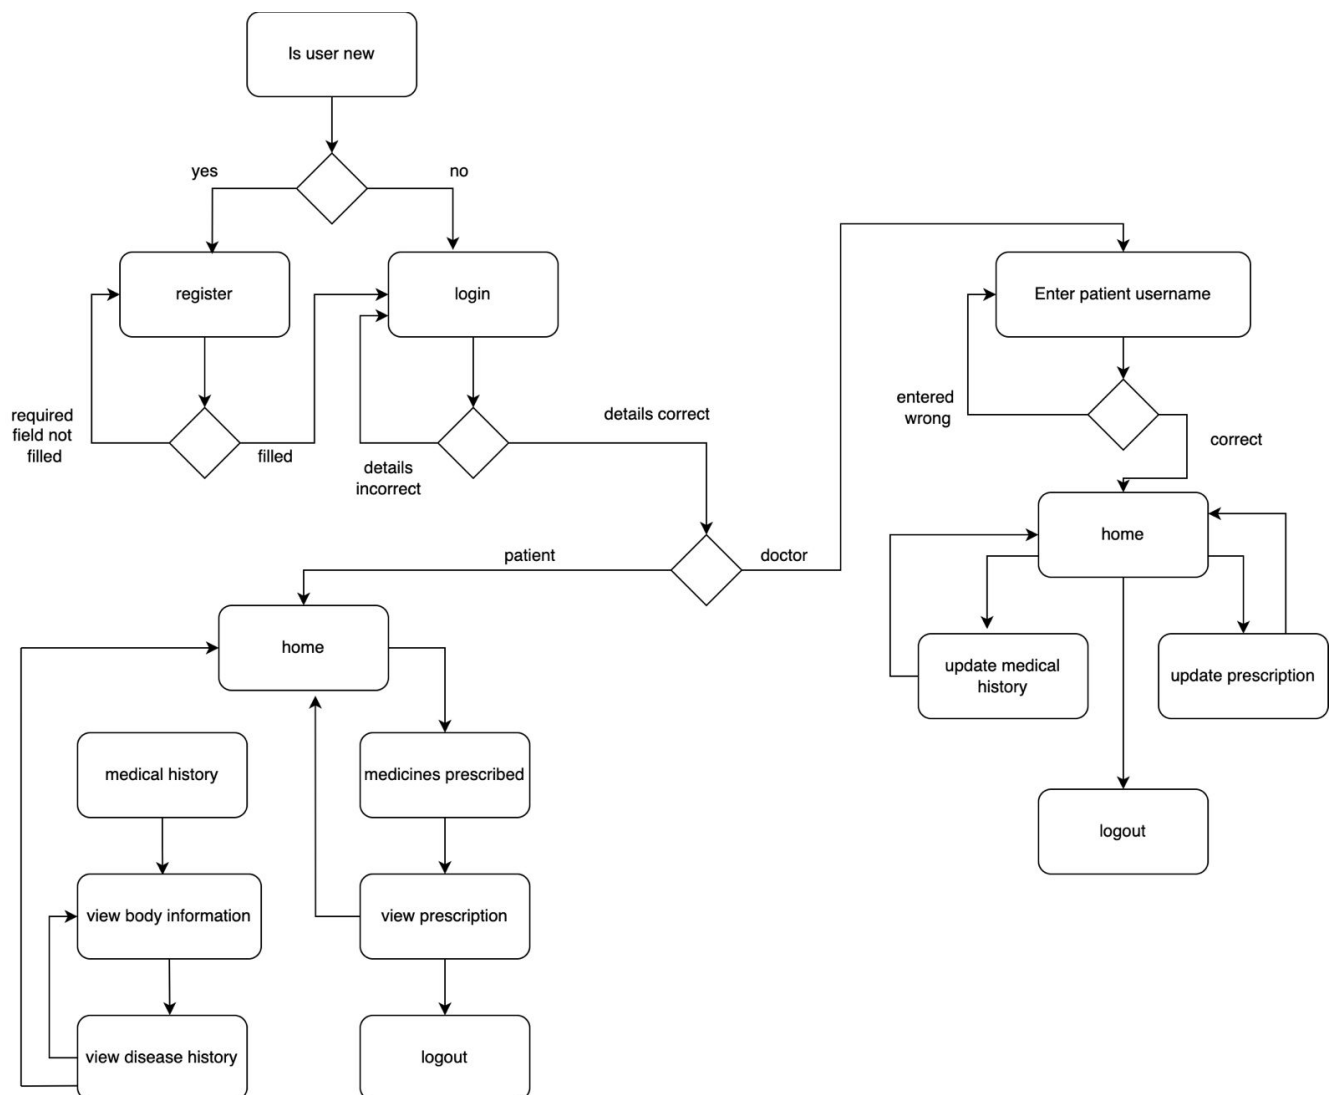 Is user new
yes
no
register
login
Enter patient username
required
field not
filled
filled
details
incorrect
details correct
entered
wrong
correct
patient
doctor
home
home
update medical
history
update prescription
medical history
medicines prescribed
logout
view body information
view prescription
view disease history
logout